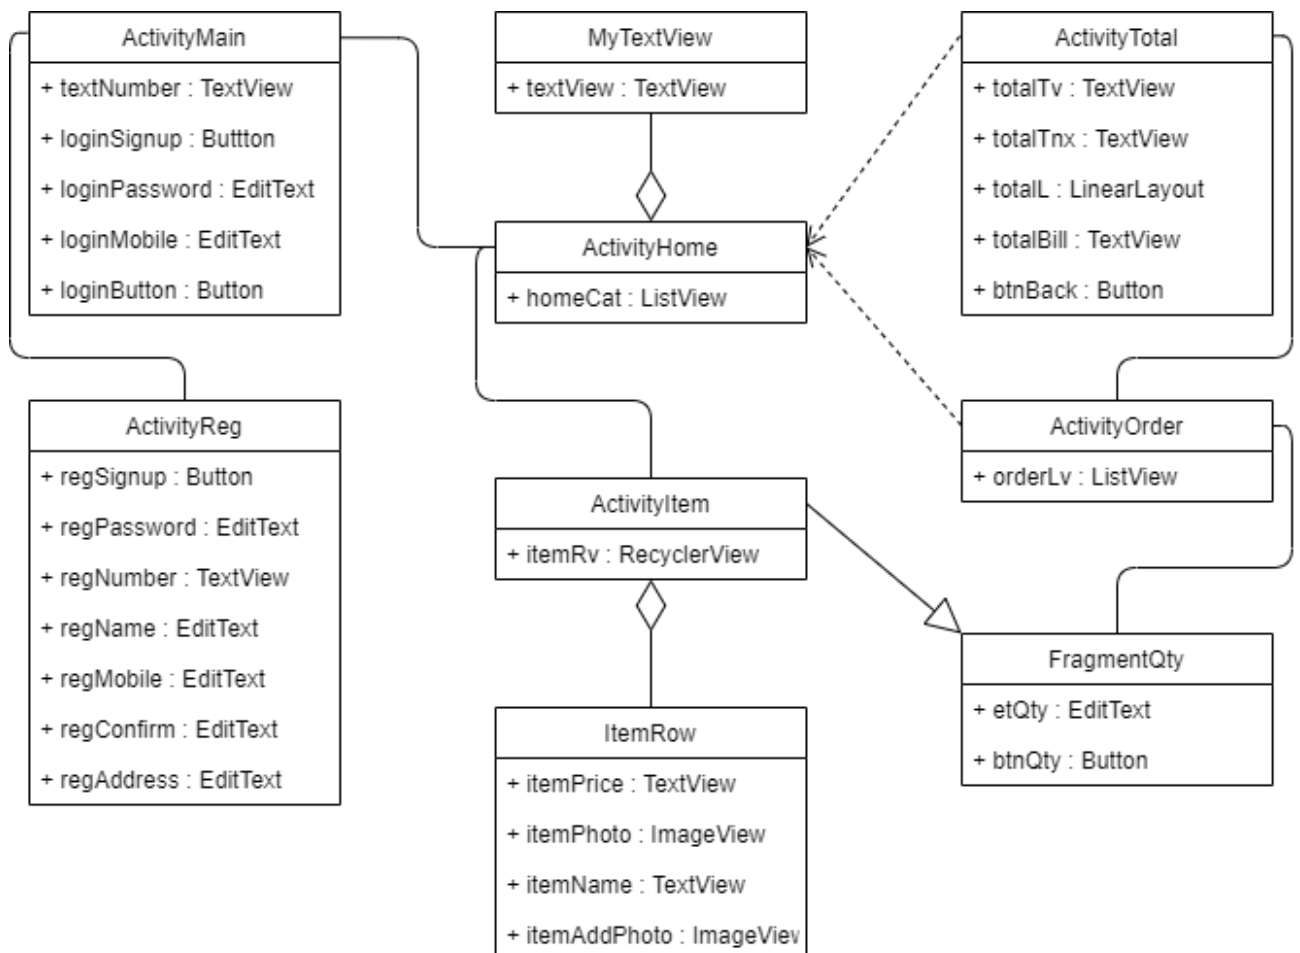 ActivityMain
+ textNumber : TextView
+ loginSignup : Buttton
+ loginPassword : EditText
+ loginMobile : EditText
+ loginButton : Button
MyTextView
+ textView : TextView
ActivityTotal
+ totalTv : TextView
+ totalTnx : TextView
+ totalL : LinearLayout
+ totalBill : TextView
+ btnBack : Button
ActivityHome
+ homeCat : ListView
ActivityReg
+ regSignup : Button
+ regPassword : EditText
+ regNumber : TextView
+ regName : EditText
+ regMobile : EditText
+ regConfirm : EditText
+ regAddress : EditText
ActivityItem
+ itemRv : RecyclerView
ActivityOrder
+ orderLv : ListView
ItemRow
+ itemPrice : TextView
+ itemPhoto : ImageView
+ itemName : TextView
+ itemAddPhoto : ImageView
FragmentQty
+ etQty : EditText
+ btnQty : Button